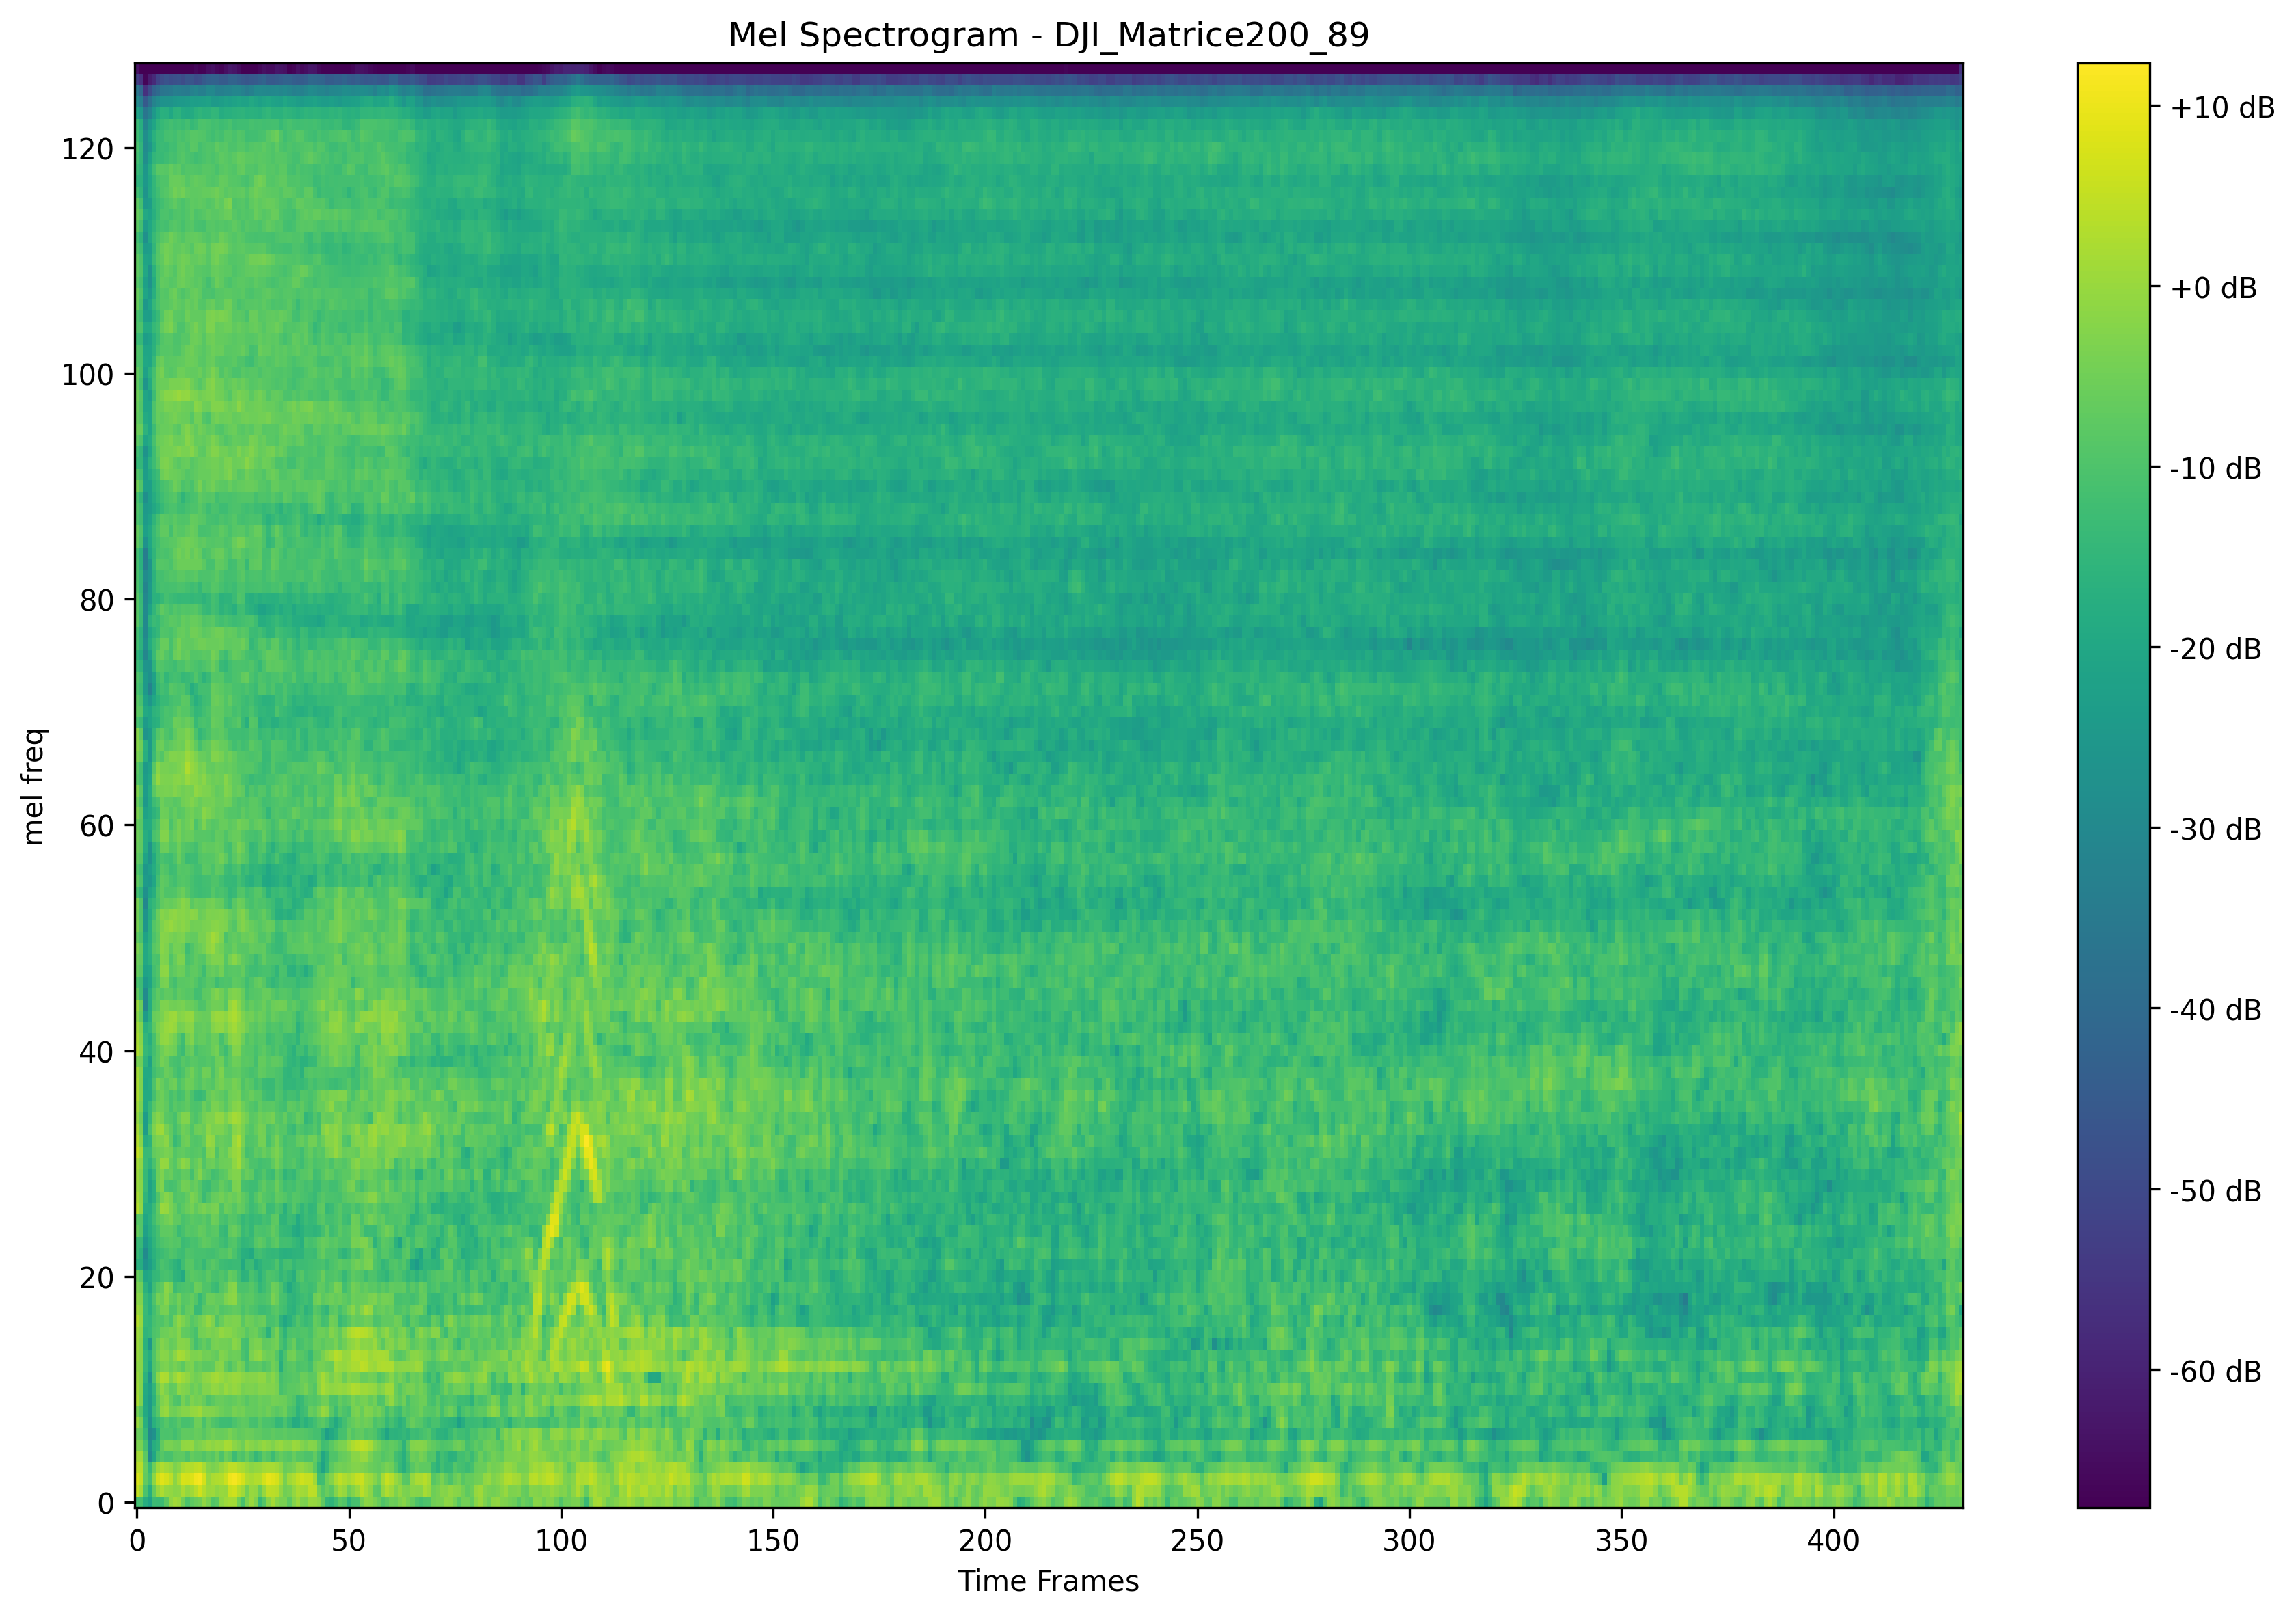 Mel Spectrogram - DJI_Matrice200_89
mel freq
120
100
80
60
40
20
0
0 50 100 150 200 250 300 350 400
Time Frames
+10 dB
+0 dB
-10 dB
-20 dB
-30 dB
-40 dB
-50 dB
-60 dB